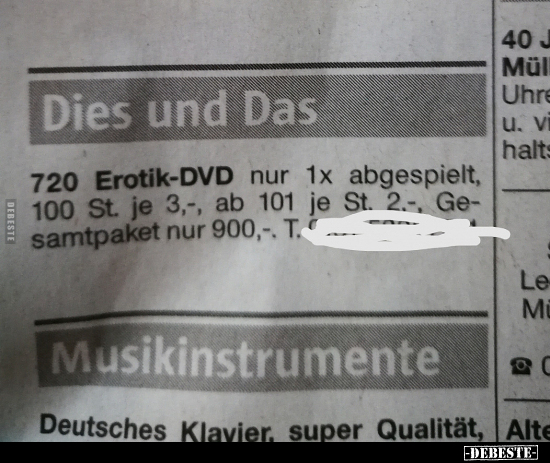 Dies und Das
720 Erotik-DVD nur 1x abgespielt,
100 St. je 3,-, ab 101 je St. 2.-, Ge-
samtpaket nur 900,-. T.
Musikinstrumente
Deutsches Klavier, super Qualität,
40 J
Müll
Uhre
u. vi
halts
Le
Mü
Alte
DEBESTE
-DEBESTE-